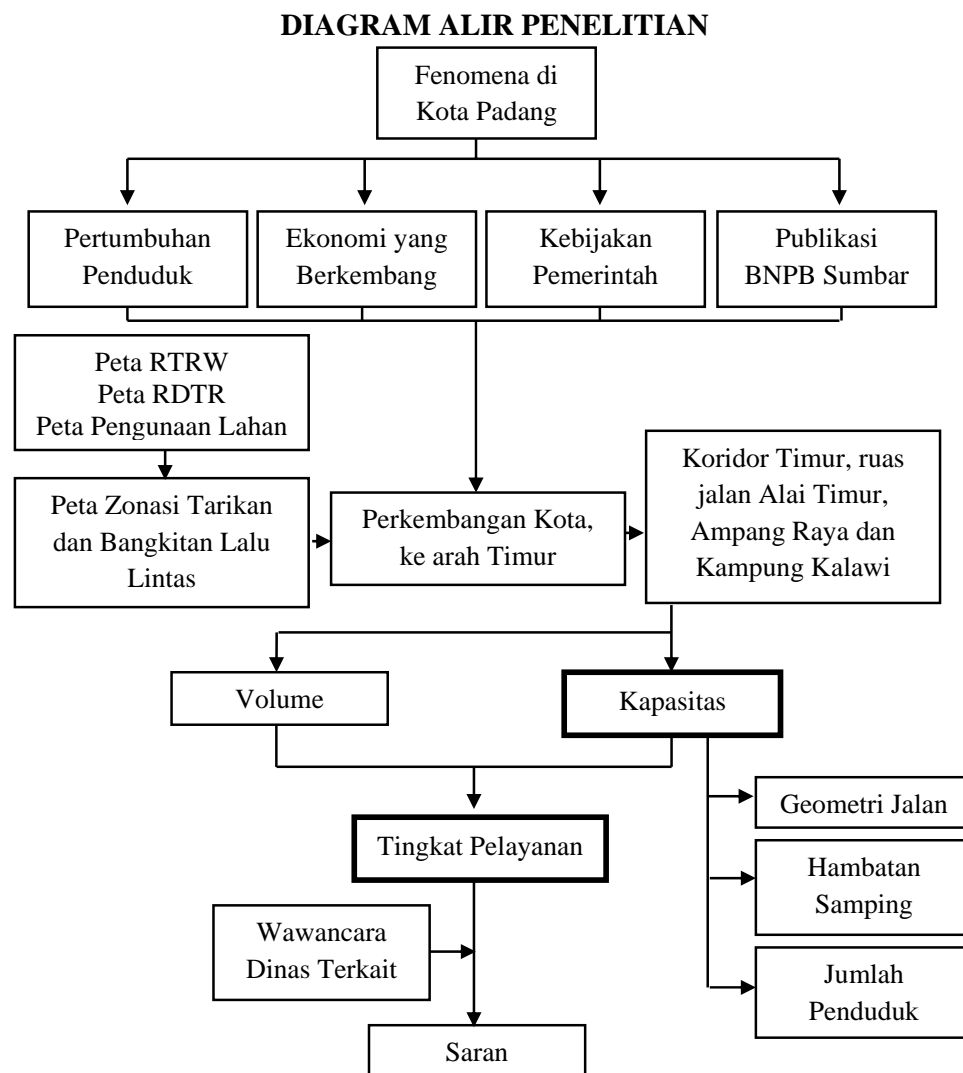 DIAGRAM ALIR PENELITIAN
Fenomena di
Kota Padang
Pertumbuhan
Penduduk
Ekonomi yang
Berkembang
Kebijakan
Pemerintah
Publikasi
BNPB Sumbar
Peta RTRW
Peta RDTR
Peta Pengunaan Lahan
Peta Zonasi Tarikan
dan Bangkitan Lalu
Lintas
Perkembangan Kota,
ke arah Timur
Koridor Timur, ruas
jalan Alai Timur,
Ampang Raya dan
Kampung Kalawi
Volume
Kapasitas
Geometri Jalan
Tingkat Pelayanan
Hambatan
Samping
Wawancara
Dinas Terkait
Jumlah
Penduduk
Saran